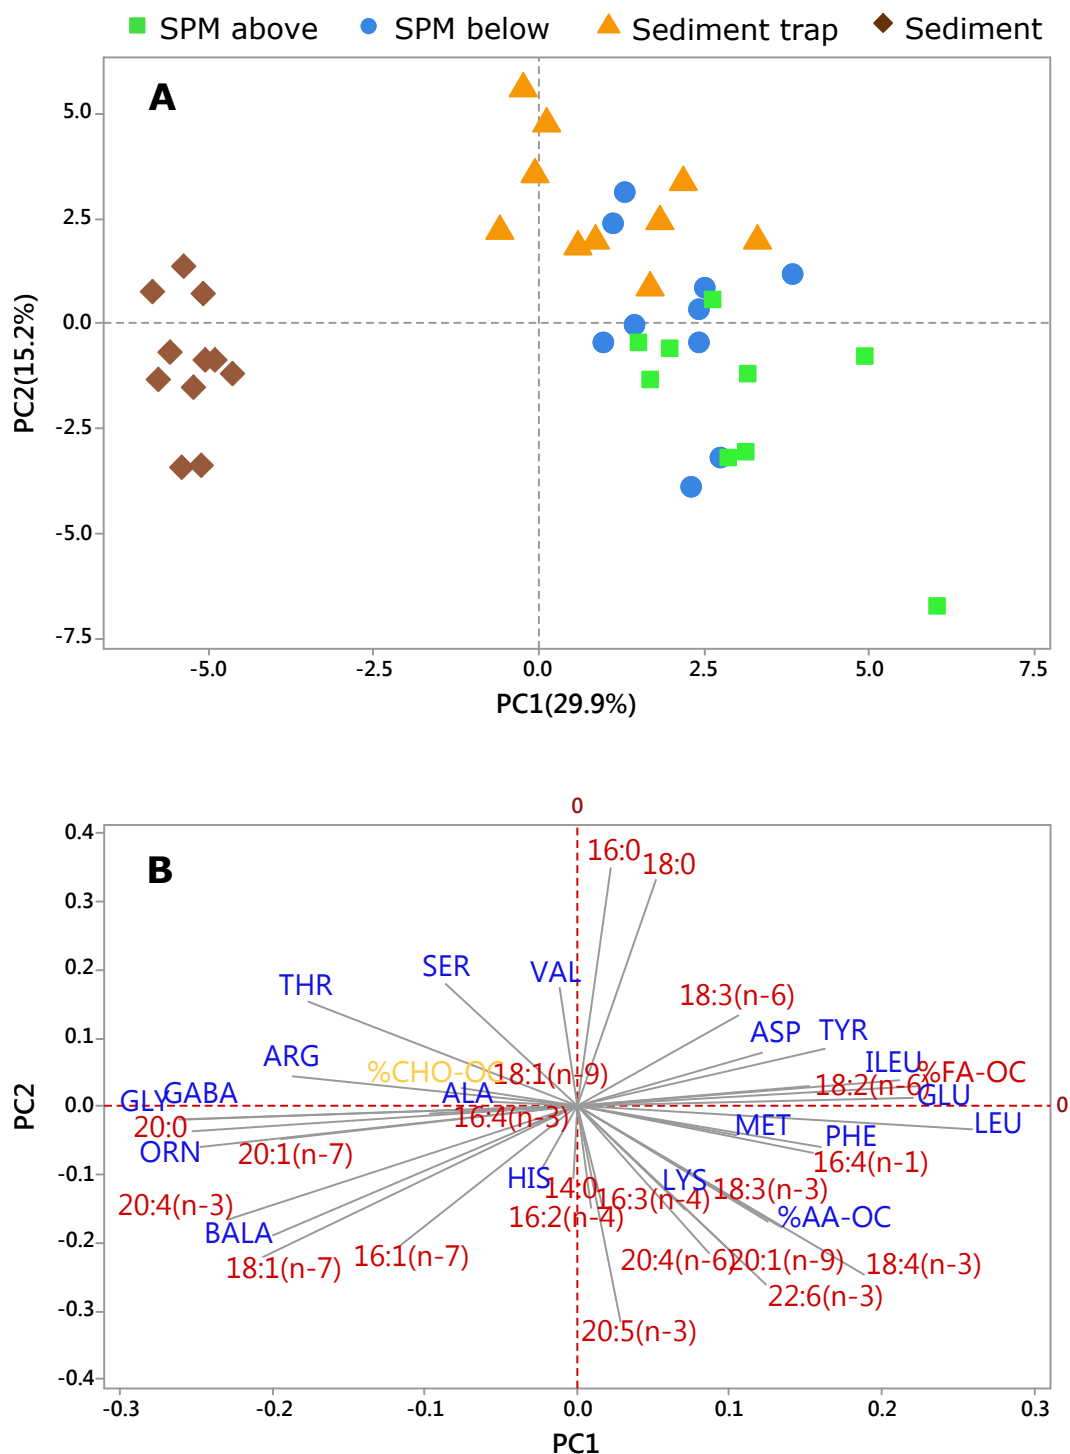 SPM above SPM below Sediment trap Sediment
A
5.0
2.5
0.0
-2.5
-5.0
-7.5
PC2(15.2%)
-5.0 -2.5 0.0 2.5 5.0 7.5
PC1(29.9%)
0
B
0.4
0.3
0.2
0.1
0.0
-0.1
-0.2
-0.3
-0.4
PC2
16:0
18:0
SER
VAL
THR
18:3(n-6)
ASP
TYR
ARG
%CHO-OC
18:1(n-9)
ILEU
%FA-OC
18:2(n-6)
GLU
GLY
GABA
ALA
0
20:0
16:4(n-3)
MET
LEU
PHE
ORN
20:1(n-7)
16:4(n-1)
HIS
14:0
LYS
18:3(n-3)
20:4(n-3)
16:3(n-4)
16:2(n-4)
%AA-OC
BALA
18:1(n-7)
16:1(n-7)
20:4(n-6)
20:1(n-9)
18:4(n-3)
22:6(n-3)
20:5(n-3)
-0.3 -0.2 -0.1 0.0 0.1 0.2 0.3
PC1